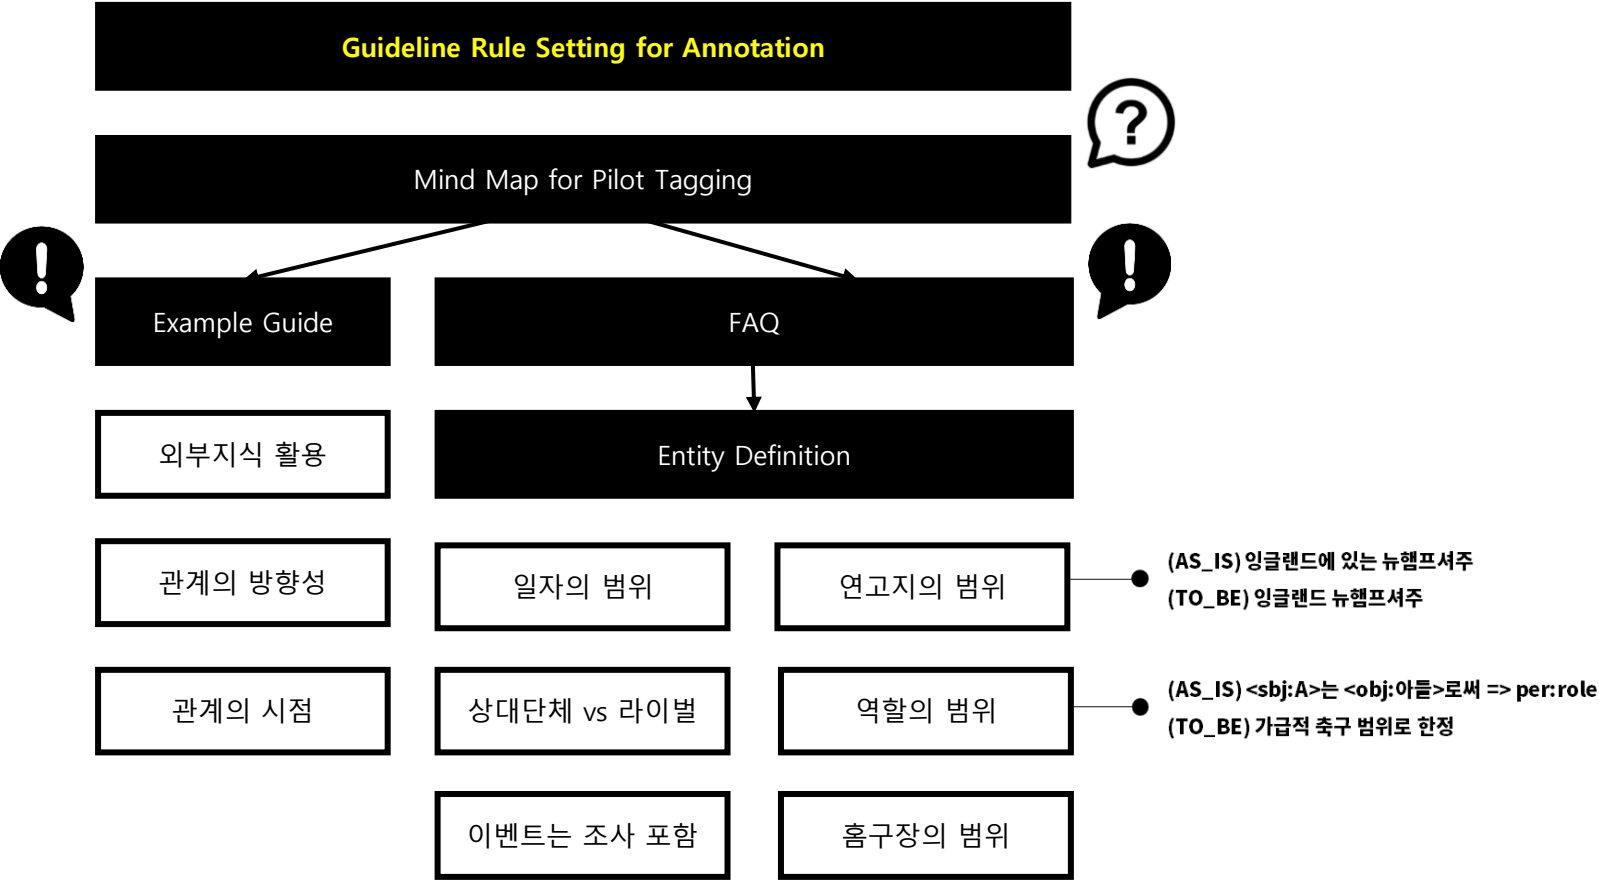 Guideline Rule Setting for Annotation
?
Mind Map for Pilot Tagging
!
!
Example Guide
FAQ
외부지식 활용
Entity Definition
관계의 방향성
일자의 범위
연고지의 범위
(AS_IS) 잉글랜드에 있는 뉴햄프셔주
(TO_BE) 잉글랜드 뉴햄프셔주
관계의 시점
상대단체 vs 라이벌
역할의 범위
(AS_IS) <sbj:A>는 <obj:아들>로써 => per:role
(TO_BE) 가급적 축구 범위로 한정
이벤트는 조사 포함
홈구장의 범위